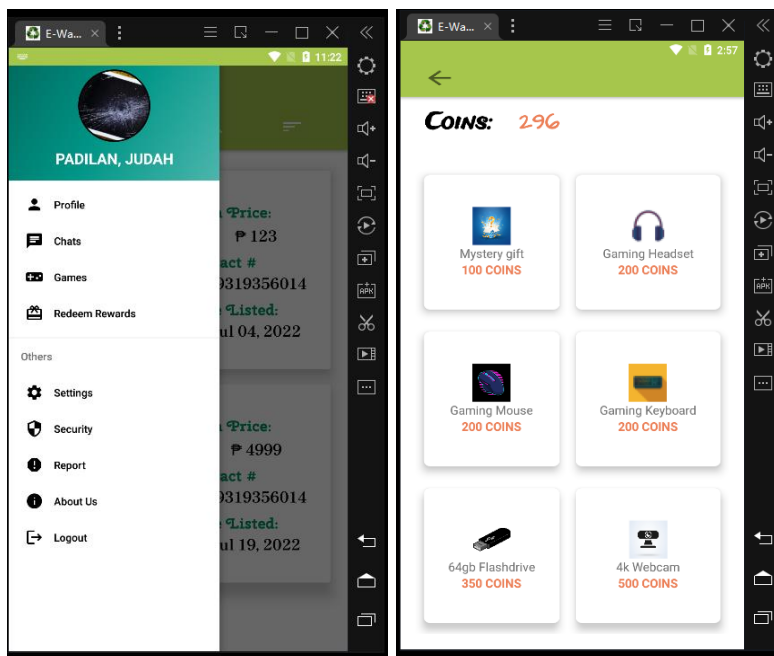 E-Wa...
11:22
PADILAN, JUDAH
Profile
Chats
Games
Redeem Rewards
Others
Settings
Security
Report
About Us
Logout
Price:
₱ 123
act #
9319356014
Listed:
ul 04, 2022
Price:
₱ 4999
act #
9319356014
Listed:
ul 19, 2022
APK
E-Wa...
2:57
COINS: 296
Mystery gift
100 COINS
Gaming Headset
200 COINS
Gaming Mouse
200 COINS
Gaming Keyboard
200 COINS
64gb Flashdrive
350 COINS
4k Webcam
500 COINS
APK